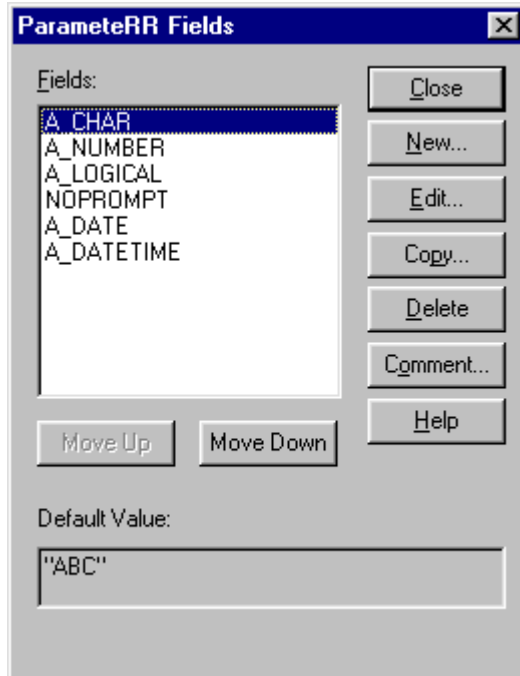 ParameteRR Fields
Fields:
A_CHAR
A_NUMBER
A_LOGICAL
NOPROMPT
A_DATE
A_DATETIME
Close
New...
Edit...
Copy...
Delete
Comment...
Help
Move Up
Move Down
Default Value:
"ABC"